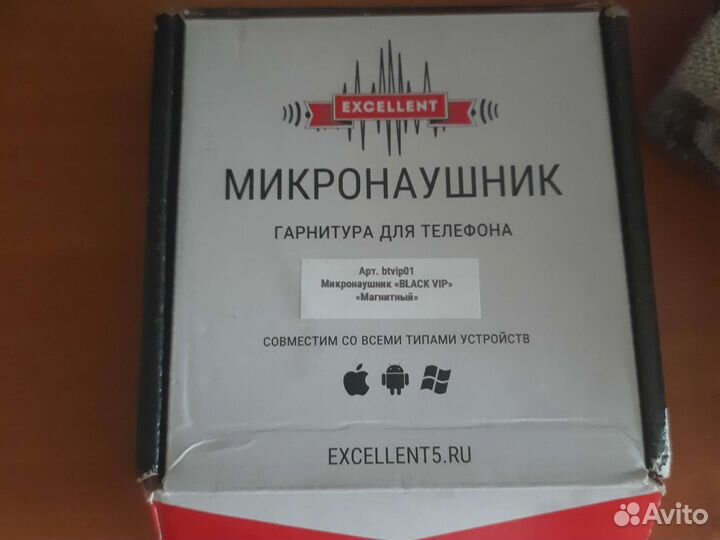 EXCELLENT
МИКРОНАУШНИК
ГАРНИТУРА ДЛЯ ТЕЛЕФОНА
Арт. btvip01
Микронаушник «BLACK VIP»
«Магнитный»
СОВМЕСТИМ СО ВСЕМИ ТИПАМИ УСТРОЙСТВ
EXCELLENT5.RU
Avito